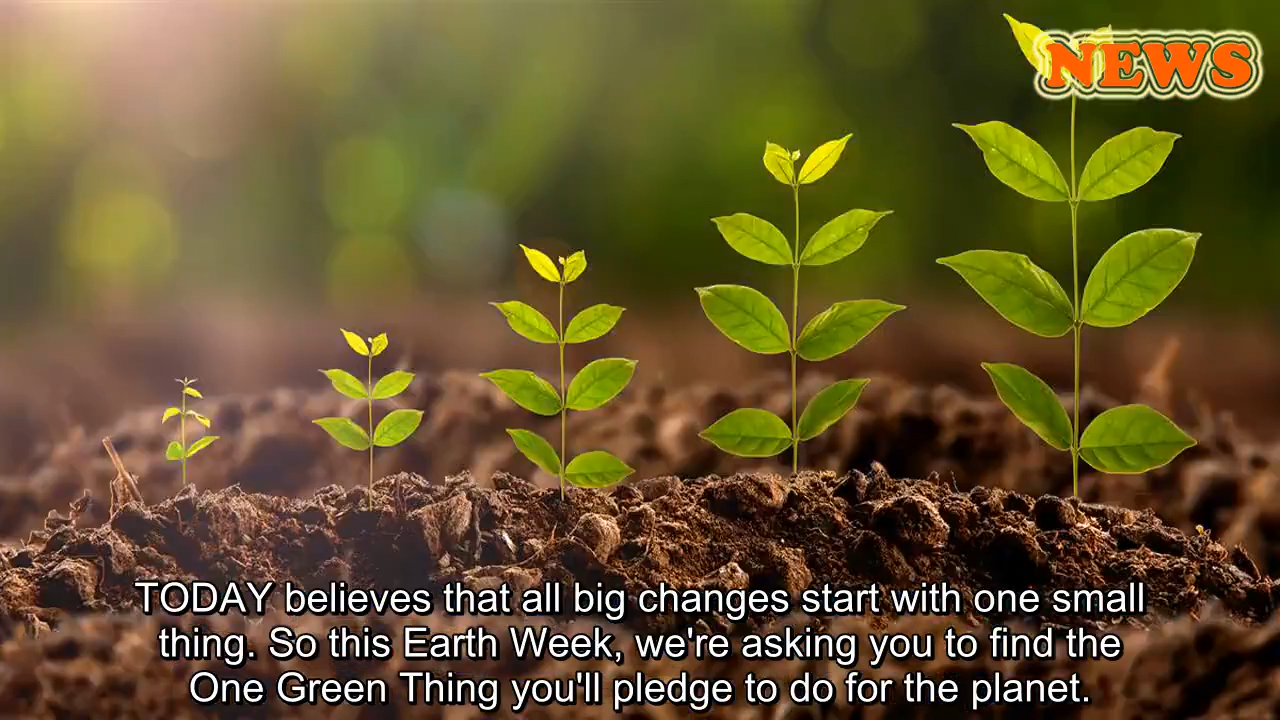 NEWS
TODAY believes that all big changes start with one small
thing. So this Earth Week, we're asking you to find the
One Green Thing you'll pledge to do for the planet.